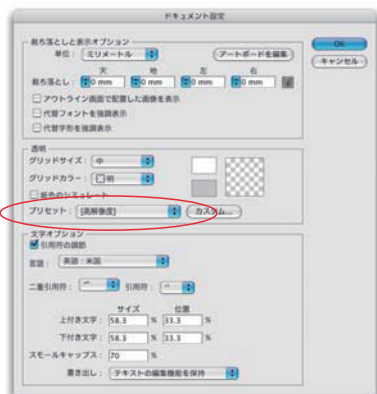 ドキュメント設定
裁ち落としと表示オプション
単位： ミリメートル アートボードを編集 OK
天 地 左 右 キャンセル
裁ち落とし： 0 mm 0 mm 0 mm 0 mm
アウトライン画面で配置した画像を表示
代替フォントを強調表示
代替字形を強調表示
透明
グリッドサイズ： 中
グリッドカラー： 明
紙色のシミュレート
プリセット： [高解像度] カスタム...
文字オプション
引用符の調節
言語： 英語：米国
二重引用符： “” 引用符： ‘’
サイズ 位置
上付き文字： 58.3 % 33.3 %
下付き文字： 58.3 % 33.3 %
スモールキャップス： 70 %
書き出し： テキストの編集機能を保持